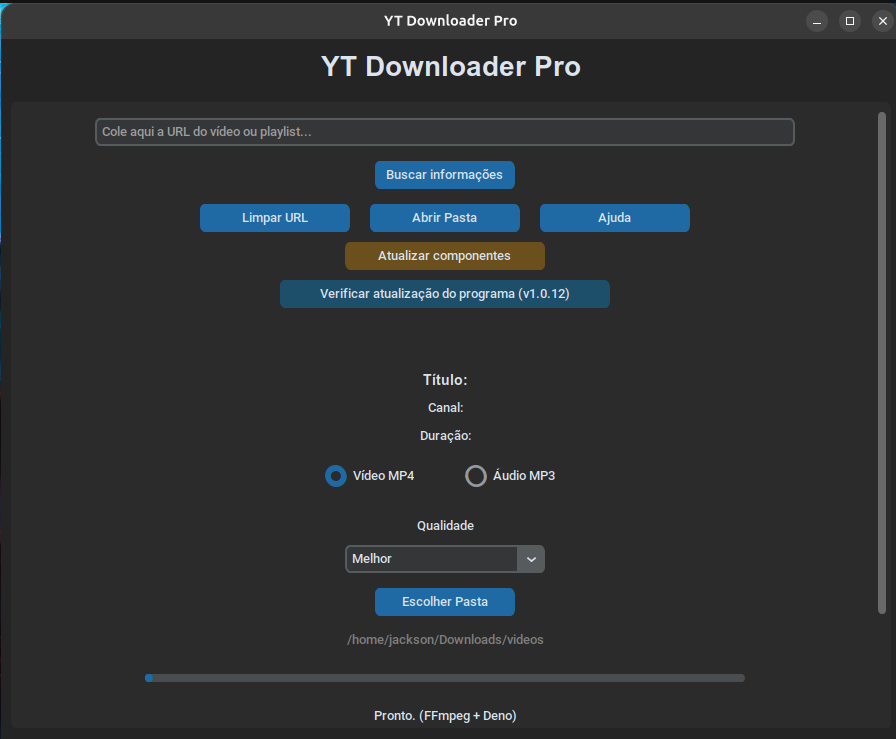 YT Downloader Pro
YT Downloader Pro
Cole aqui a URL do vídeo ou playlist...
Buscar informações
Limpar URL Abrir Pasta Ajuda
Atualizar componentes
Verificar atualização do programa (v1.0.12)
Título:
Canal:
Duração:
Vídeo MP4 Áudio MP3
Qualidade
Melhor
Escolher Pasta
/home/jackson/Downloads/videos
Pronto. (FFmpeg + Deno)